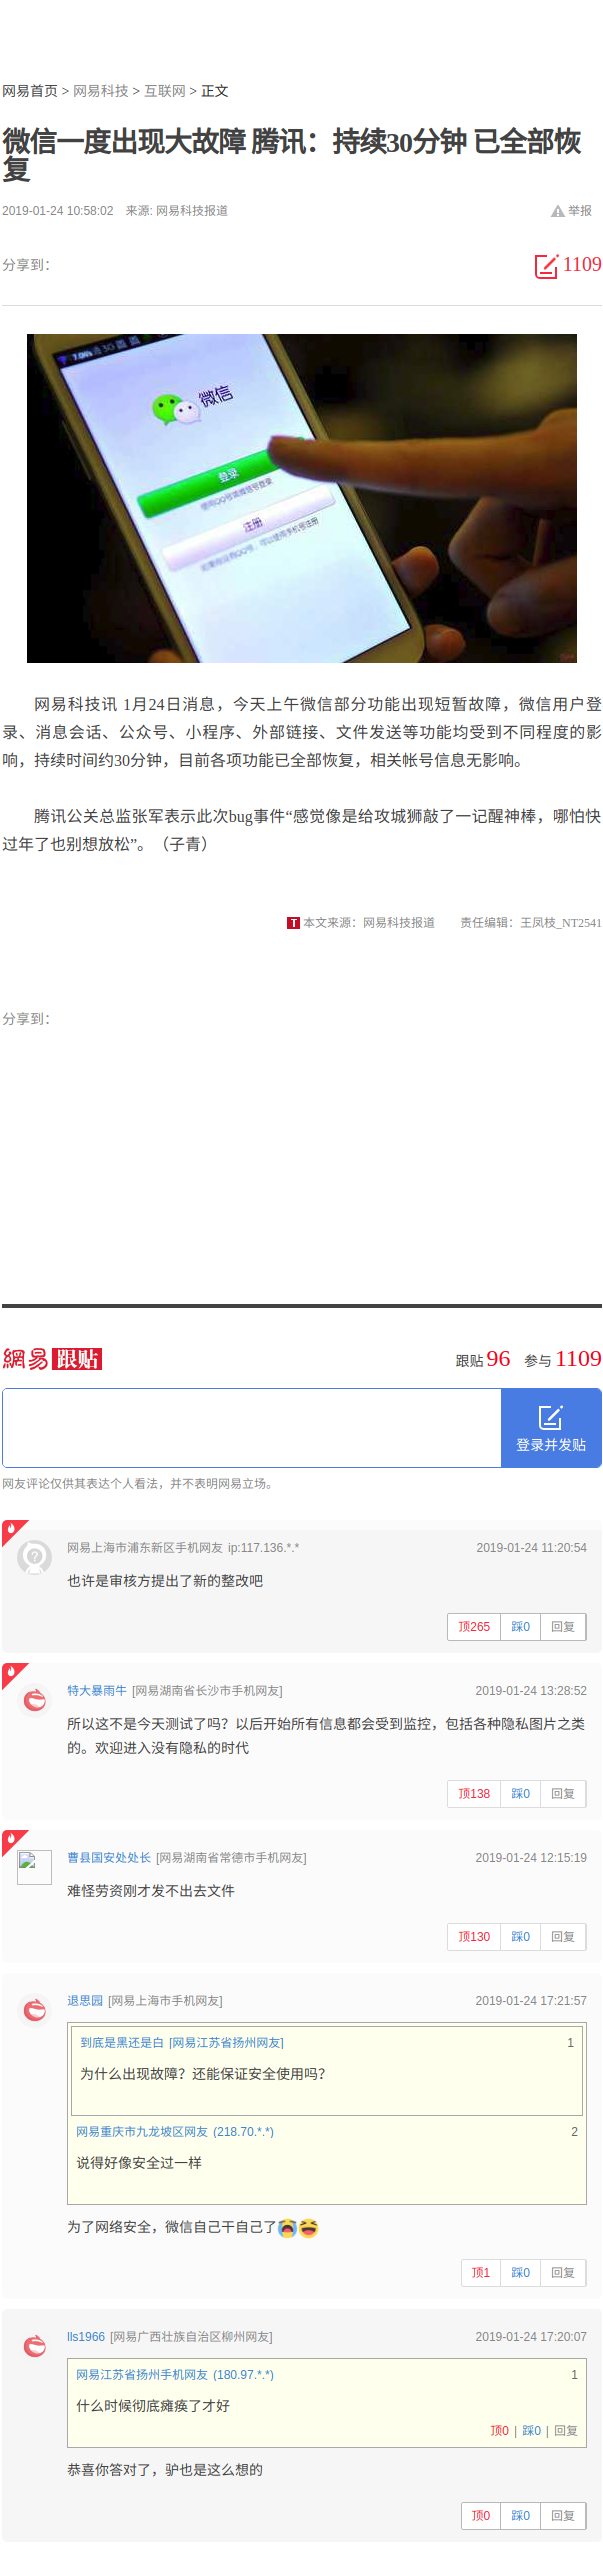 网易首页 > 网易科技 > 互联网 > 正文
微信一度出现大故障 腾讯：持续30分钟 已全部恢
复
2019-01-24 10:58:02 来源: 网易科技报道 举报
分享到：
1109
微信
登录
使用QQ号或微信号登录
注册
网易科技讯 1月24日消息，今天上午微信部分功能出现短暂故障，微信用户登
录、消息会话、公众号、小程序、外部链接、文件发送等功能均受到不同程度的影
响，持续时间约30分钟，目前各项功能已全部恢复，相关帐号信息无影响。
腾讯公关总监张军表示此次bug事件“感觉像是给攻城狮敲了一记醒神棒，哪怕快
过年了也别想放松”。（子青）
T 本文来源：网易科技报道 责任编辑：王凤枝_NT2541
分享到：
網易 跟贴
跟贴 96 参与 1109
登录并发贴
网友评论仅供其表达个人看法，并不表明网易立场。
网易上海市浦东新区手机网友 ip:117.136.*.* 2019-01-24 11:20:54
也许是审核方提出了新的整改吧
顶265 踩0 回复
特大暴雨牛 [网易湖南省长沙市手机网友] 2019-01-24 13:28:52
所以这不是今天测试了吗？以后开始所有信息都会受到监控，包括各种隐私图片之类
的。欢迎进入没有隐私的时代
顶138 踩0 回复
曹县国安处处长 [网易湖南省常德市手机网友] 2019-01-24 12:15:19
难怪劳资刚才发不出去文件
顶130 踩0 回复
退思园 [网易上海市手机网友] 2019-01-24 17:21:57
到底是黑还是白 [网易江苏省扬州网友] 1
为什么出现故障？还能保证安全使用吗？
网易重庆市九龙坡区网友 (218.70.*.*) 2
说得好像安全过一样
为了网络安全，微信自己干自己了
顶1 踩0 回复
lls1966 [网易广西壮族自治区柳州网友] 2019-01-24 17:20:07
网易江苏省扬州手机网友 (180.97.*.*) 1
什么时候彻底瘫痪了才好
顶0 | 踩0 | 回复
恭喜你答对了，驴也是这么想的
顶0 踩0 回复